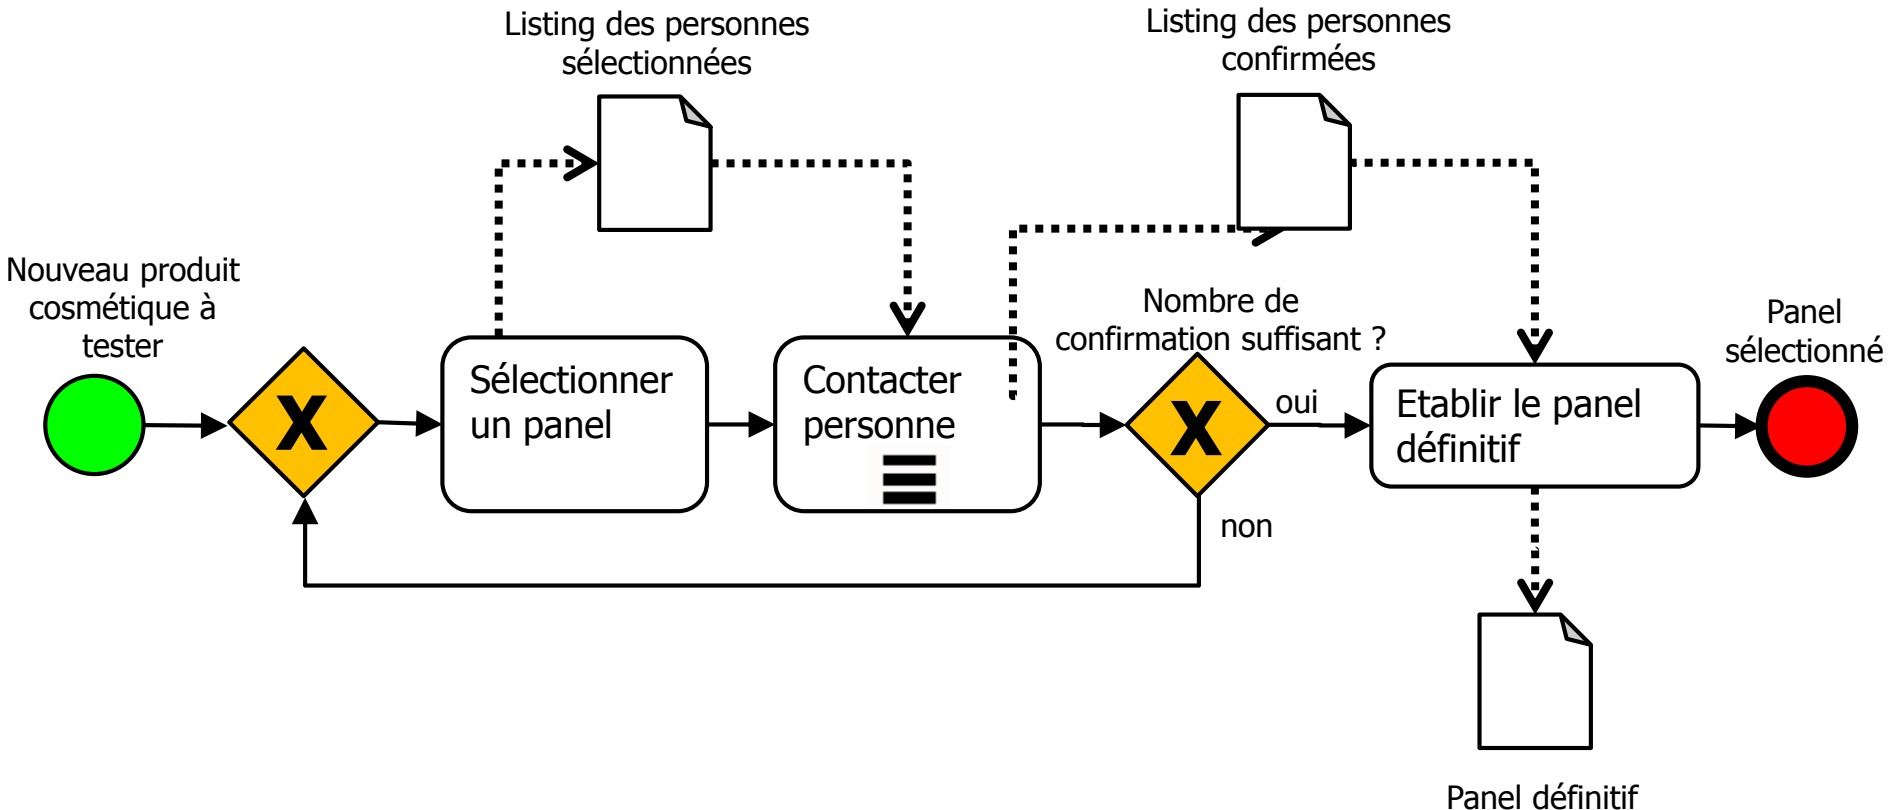 Listing des personnes
sélectionnées
Listing des personnes
confirmées
Nouveau produit
cosmétique à
tester
Nombre de
confirmation suffisant ?
Panel
sélectionné
X
Sélectionner
un panel
Contacter
personne
X
oui
Etablir le panel
définitif
non
Panel définitif